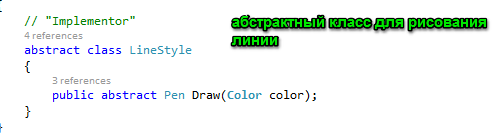 {
// "Implementor"
4 references
abstract class LineStyle
{
3 references
public abstract Pen Draw(Color color);
}
}
абстрактный класс для рисования
линии